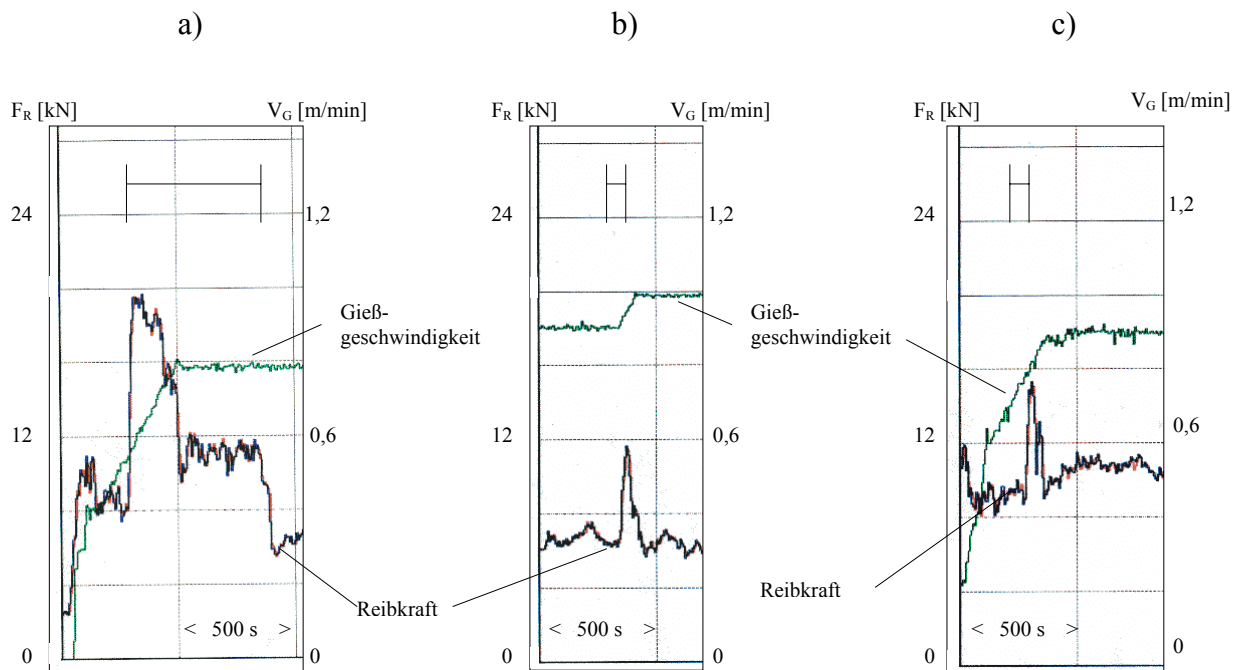 a)
b)
c)
F_R [kN]
V_G [m/min]
F_R [kN]
V_G [m/min]
F_R [kN]
V_G [m/min]
24
1,2
24
1,2
24
1,2
Gieß-
geschwindigkeit
Gieß-
geschwindigkeit
12
0,6
12
0,6
12
0,6
Reibkraft
Reibkraft
< 500 s >
< 500 s >
< 500 s >
0
0
0
0
0
0